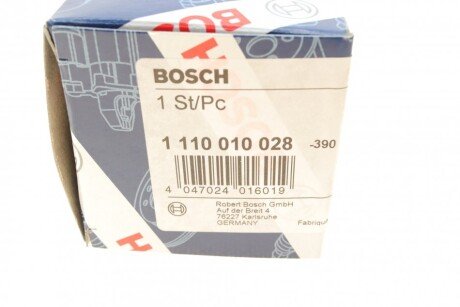 BOSCH
1 St/Pc
1 110 010 028 -390
4 047024 016019
Robert Bosch GmbH
Auf der Breit 4
76227 Karlsruhe
GERMANY Fabriqu